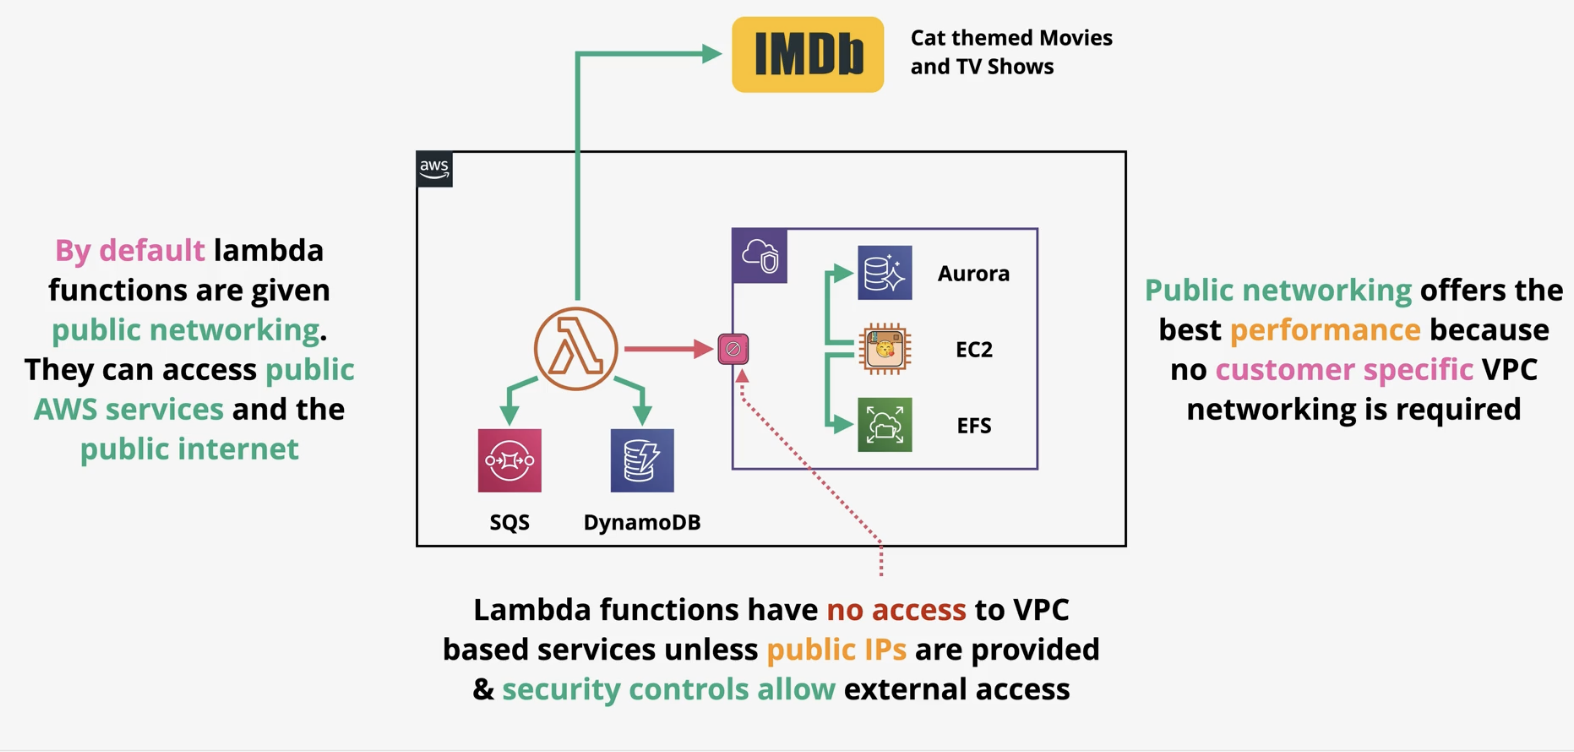 IMDb
Cat themed Movies
and TV Shows
aws
By default lambda
functions are given
public networking.
They can access public
AWS services and the
public internet
Aurora
EC2
EFS
SQS
DynamoDB
Public networking offers the
best performance because
no customer specific VPC
networking is required
Lambda functions have no access to VPC
based services unless public IPs are provided
& security controls allow external access